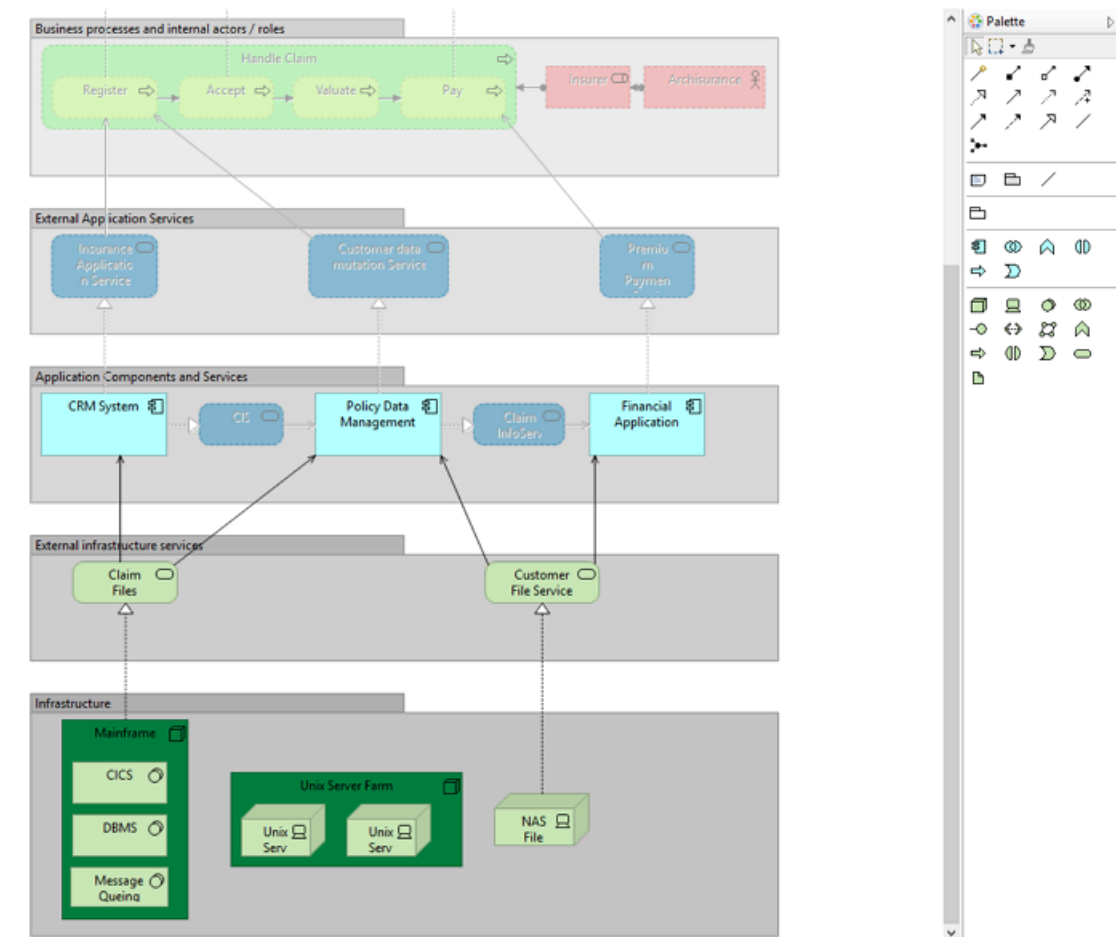 Palette
Business processes and internal actors / roles
Handle Claim
Register
Accept
Valuate
Pay
Insurer
Archisurance
External Application Services
Insurance
Applicatio
n Service
Customer data
mutation Service
Premiu
m
Paymen
Application Components and Services
CRM System
CIS
Policy Data
Management
Claim
InfoServ
Financial
Application
External infrastructure services
Claim
Files
Customer
File Service
Infrastructure
Mainframe
CICS
DBMS
Message
Queing
Unix Server Farm
Unix
Serv
Unix
Serv
NAS
File